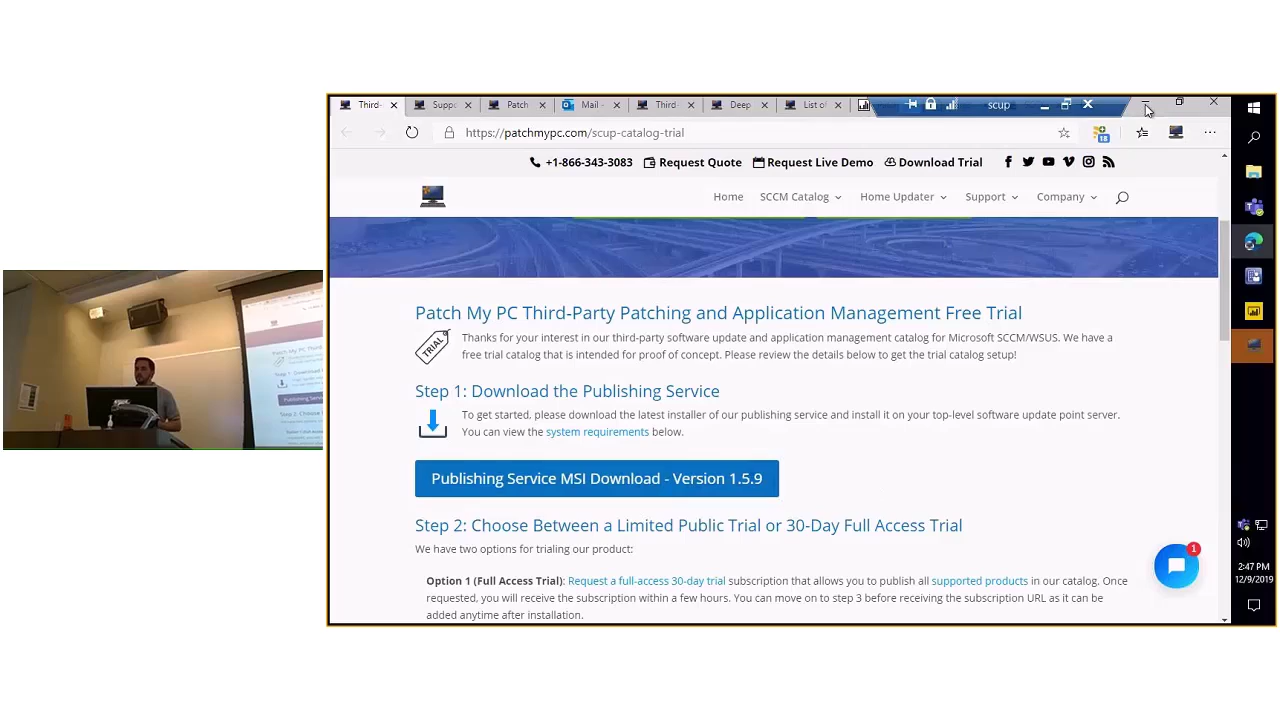 Third-
Suppo
Patch
Mail -
Third
Deep
List of
scup
https://patchmypc.com/scup-catalog-trial
18
+1-866-343-3083
Request Quote
Request Live Demo
Download Trial
Home
SCCM Catalog
Home Updater
Support
Company
Patch My PC Third-Party Patching and Application Management Free Trial
TRIAL
Thanks for your interest in our third-party software update and application management catalog for Microsoft SCCM/WSUS. We have a
free trial catalog that is intended for proof of concept. Please review the details below to get the trial catalog setup!
Step 1: Download the Publishing Service
To get started, please download the latest installer of our publishing service and install it on your top-level software update point server.
You can view the system requirements below.
Publishing Service MSI Download - Version 1.5.9
Step 2: Choose Between a Limited Public Trial or 30-Day Full Access Trial
We have two options for trialing our product:
Option 1 (Full Access Trial): Request a full-access 30-day trial subscription that allows you to publish all supported products in our catalog. Once
requested, you will receive the subscription within a few hours. You can move on to step 3 before receiving the subscription URL as it can be
added anytime after installation.
1
2:47 PM
12/9/2019